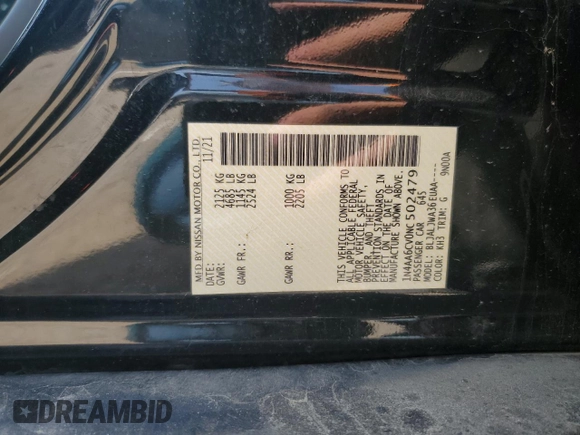 MFD BY NISSAN MOTOR CO., LTD.
DATE: 11/21
GVWR: 2125 KG
4685 LB
GAWR FR.: 1145 KG
2524 LB
GAWR RR.: 1000 KG
2205 LB
THIS VEHICLE CONFORMS TO
ALL APPLICABLE FEDERAL
MOTOR VEHICLE SAFETY,
BUMPER AND THEFT
PREVENTION STANDARDS IN
EFFECT ON THE DATE OF
MANUFACTURE SHOWN ABOVE.
1N4AA6CV0NC502479
PASSENGER CAR 645
MODEL: BLJALJWA36EUAA-----
COLOR: KH3 TRIM: G 9N00A
DREAMBID